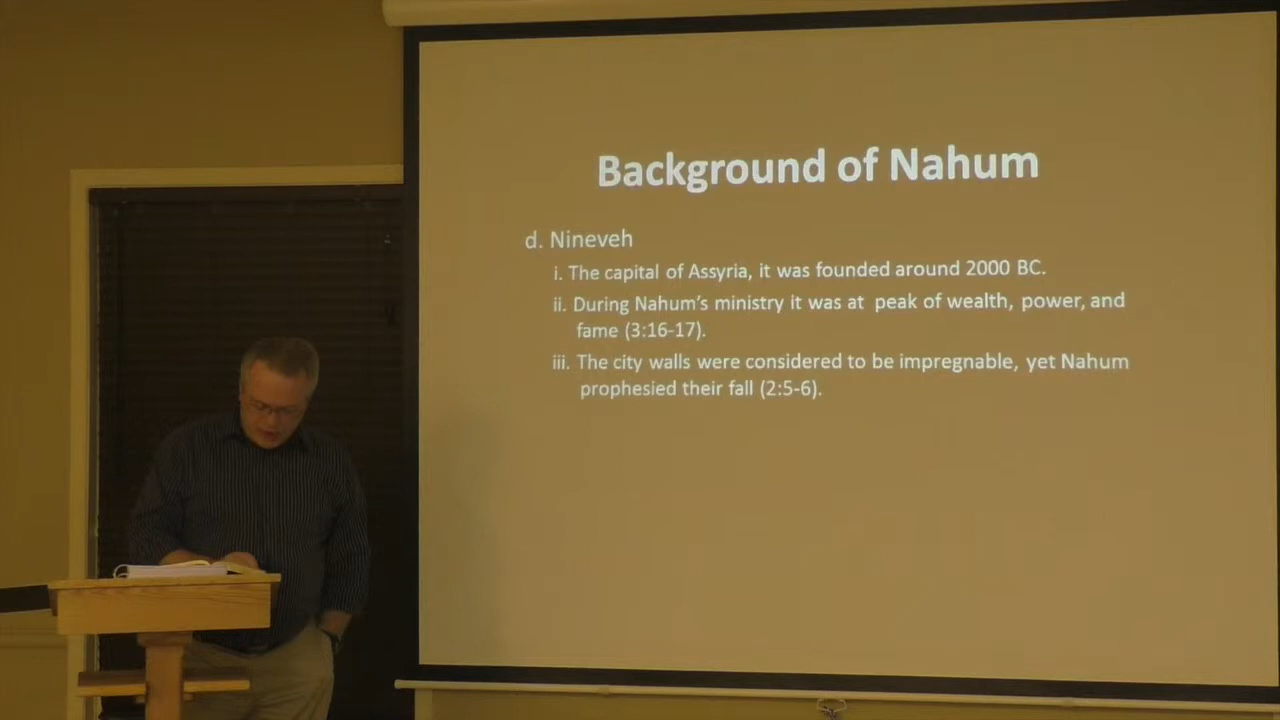 Background of Nahum
d. Nineveh
i. The capital of Assyria, it was founded around 2000 BC.
ii. During Nahum's ministry it was at peak of wealth, power, and
fame (3:16-17).
iii. The city walls were considered to be impregnable, yet Nahum
prophesied their fall (2:5-6).